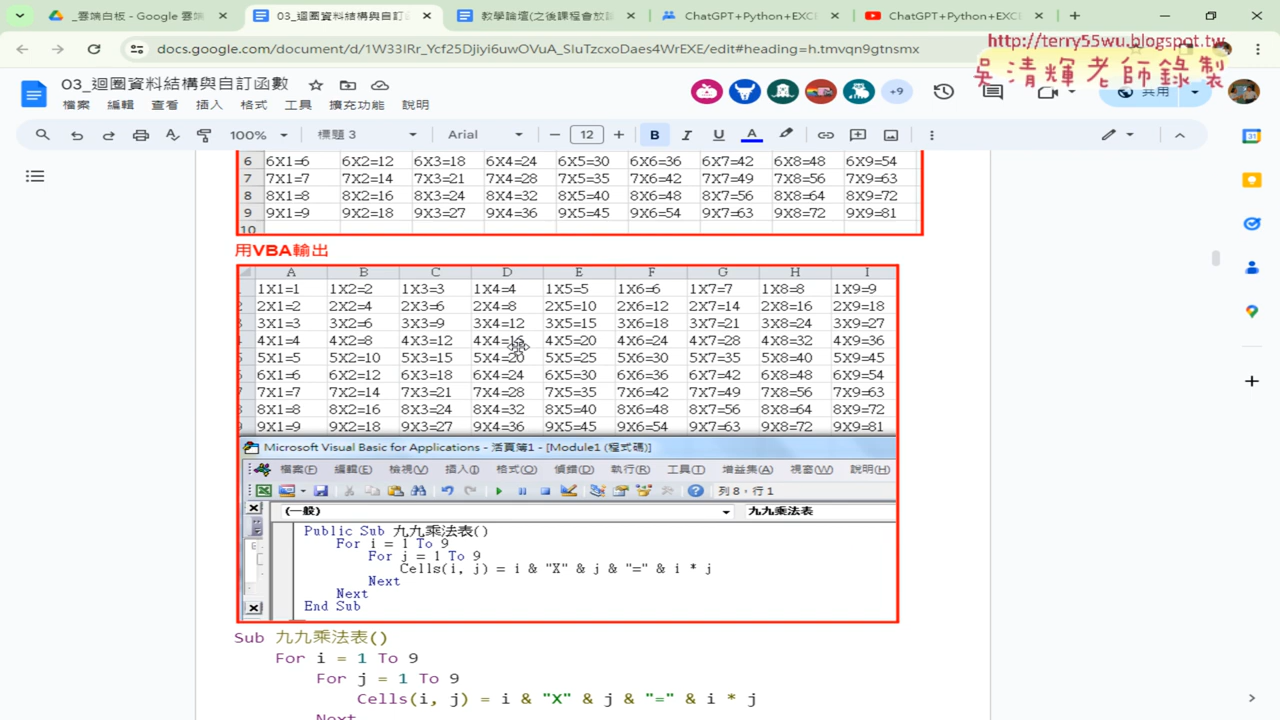 _雲端白板 - Google 雲端
03_迴圈資料結構與自訂函
教學論壇(之後課程會放
ChatGPT+Python+EXCE
ChatGPT+Python+EXCE
docs.google.com/document/d/1W33IRr_Ycf25Djiyi6uwOVuA_SIuTzcxoDaes4WrEXE/edit#heading=h.tmvqn9gtnsmx
http://terry55wu.blogspot.tw
吳清輝老師錄製
03_迴圈資料結構與自訂函數
檔案 編輯 查看 插入 格式 工具 擴充功能 說明
+9
共用
100% 標題 3 Arial 12 B I U A
6 6X1=6 6X2=12 6X3=18 6X4=24 6X5=30 6X6=36 6X7=42 6X8=48 6X9=54
7 7X1=7 7X2=14 7X3=21 7X4=28 7X5=35 7X6=42 7X7=49 7X8=56 7X9=63
8 8X1=8 8X2=16 8X3=24 8X4=32 8X5=40 8X6=48 8X7=56 8X8=64 8X9=72
9 9X1=9 9X2=18 9X3=27 9X4=36 9X5=45 9X6=54 9X7=63 9X8=72 9X9=81
10
用VBA輸出
A B C D E F G H I
1X1=1 1X2=2 1X3=3 1X4=4 1X5=5 1X6=6 1X7=7 1X8=8 1X9=9
2X1=2 2X2=4 2X3=6 2X4=8 2X5=10 2X6=12 2X7=14 2X8=16 2X9=18
3X1=3 3X2=6 3X3=9 3X4=12 3X5=15 3X6=18 3X7=21 3X8=24 3X9=27
4X1=4 4X2=8 4X3=12 4X4=16 4X5=20 4X6=24 4X7=28 4X8=32 4X9=36
5X1=5 5X2=10 5X3=15 5X4=20 5X5=25 5X6=30 5X7=35 5X8=40 5X9=45
6X1=6 6X2=12 6X3=18 6X4=24 6X5=30 6X6=36 6X7=42 6X8=48 6X9=54
7X1=7 7X2=14 7X3=21 7X4=28 7X5=35 7X6=42 7X7=49 7X8=56 7X9=63
8X1=8 8X2=16 8X3=24 8X4=32 8X5=40 8X6=48 8X7=56 8X8=64 8X9=72
9X1=9 9X2=18 9X3=27 9X4=36 9X5=45 9X6=54 9X7=63 9X8=72 9X9=81
Microsoft Visual Basic for Applications - 活頁簿1 - [Module1 (程式碼)]
檔案(F) 編輯(E) 檢視(V) 插入(I) 格式(O) 偵錯(D) 執行(R) 工具(T) 增益集(A) 視窗(W) 說明(H)
列 8，行 1
(一般) 九九乘法表
Public Sub 九九乘法表()
For i = 1 To 9
For j = 1 To 9
Cells(i, j) = i & "X" & j & "=" & i * j
Next
Next
End Sub
Sub 九九乘法表()
For i = 1 To 9
For j = 1 To 9
Cells(i, j) = i & "X" & j & "=" & i * j
Next